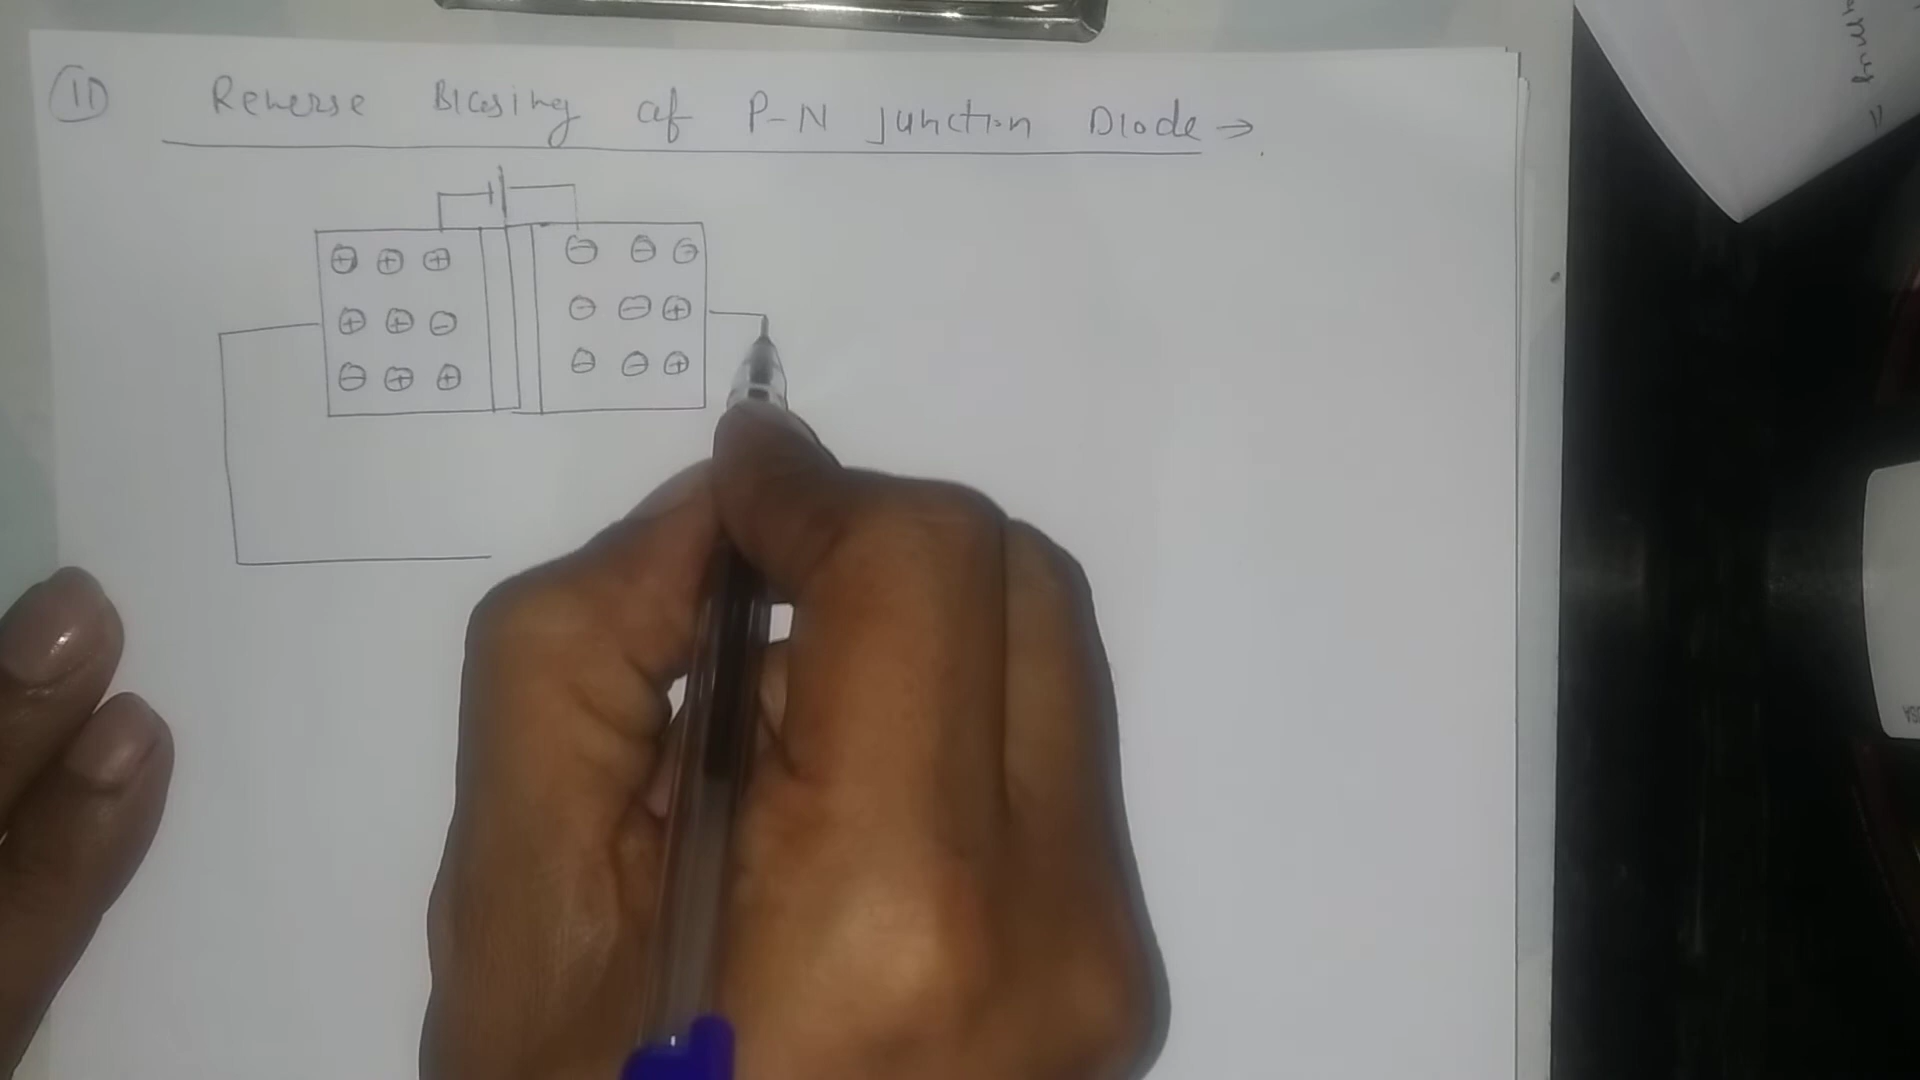 11 Reverse Biasing of P-N junction Diode →
+ + + - - -
+ + - - - +
- + + - - +